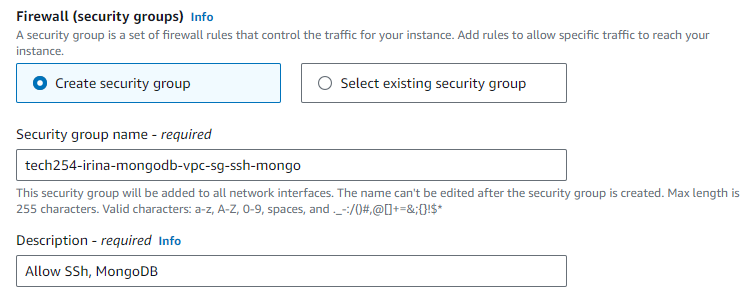 Firewall (security groups) Info
A security group is a set of firewall rules that control the traffic for your instance. Add rules to allow specific traffic to reach your
instance.
Create security group
Select existing security group
Security group name - required
tech254-irina-mongodb-vpc-sg-ssh-mongo
This security group will be added to all network interfaces. The name can't be edited after the security group is created. Max length is
255 characters. Valid characters: a-z, A-Z, 0-9, spaces, and ._-:/()#,@[]+=&;{}!$*
Description - required Info
Allow SSh, MongoDB